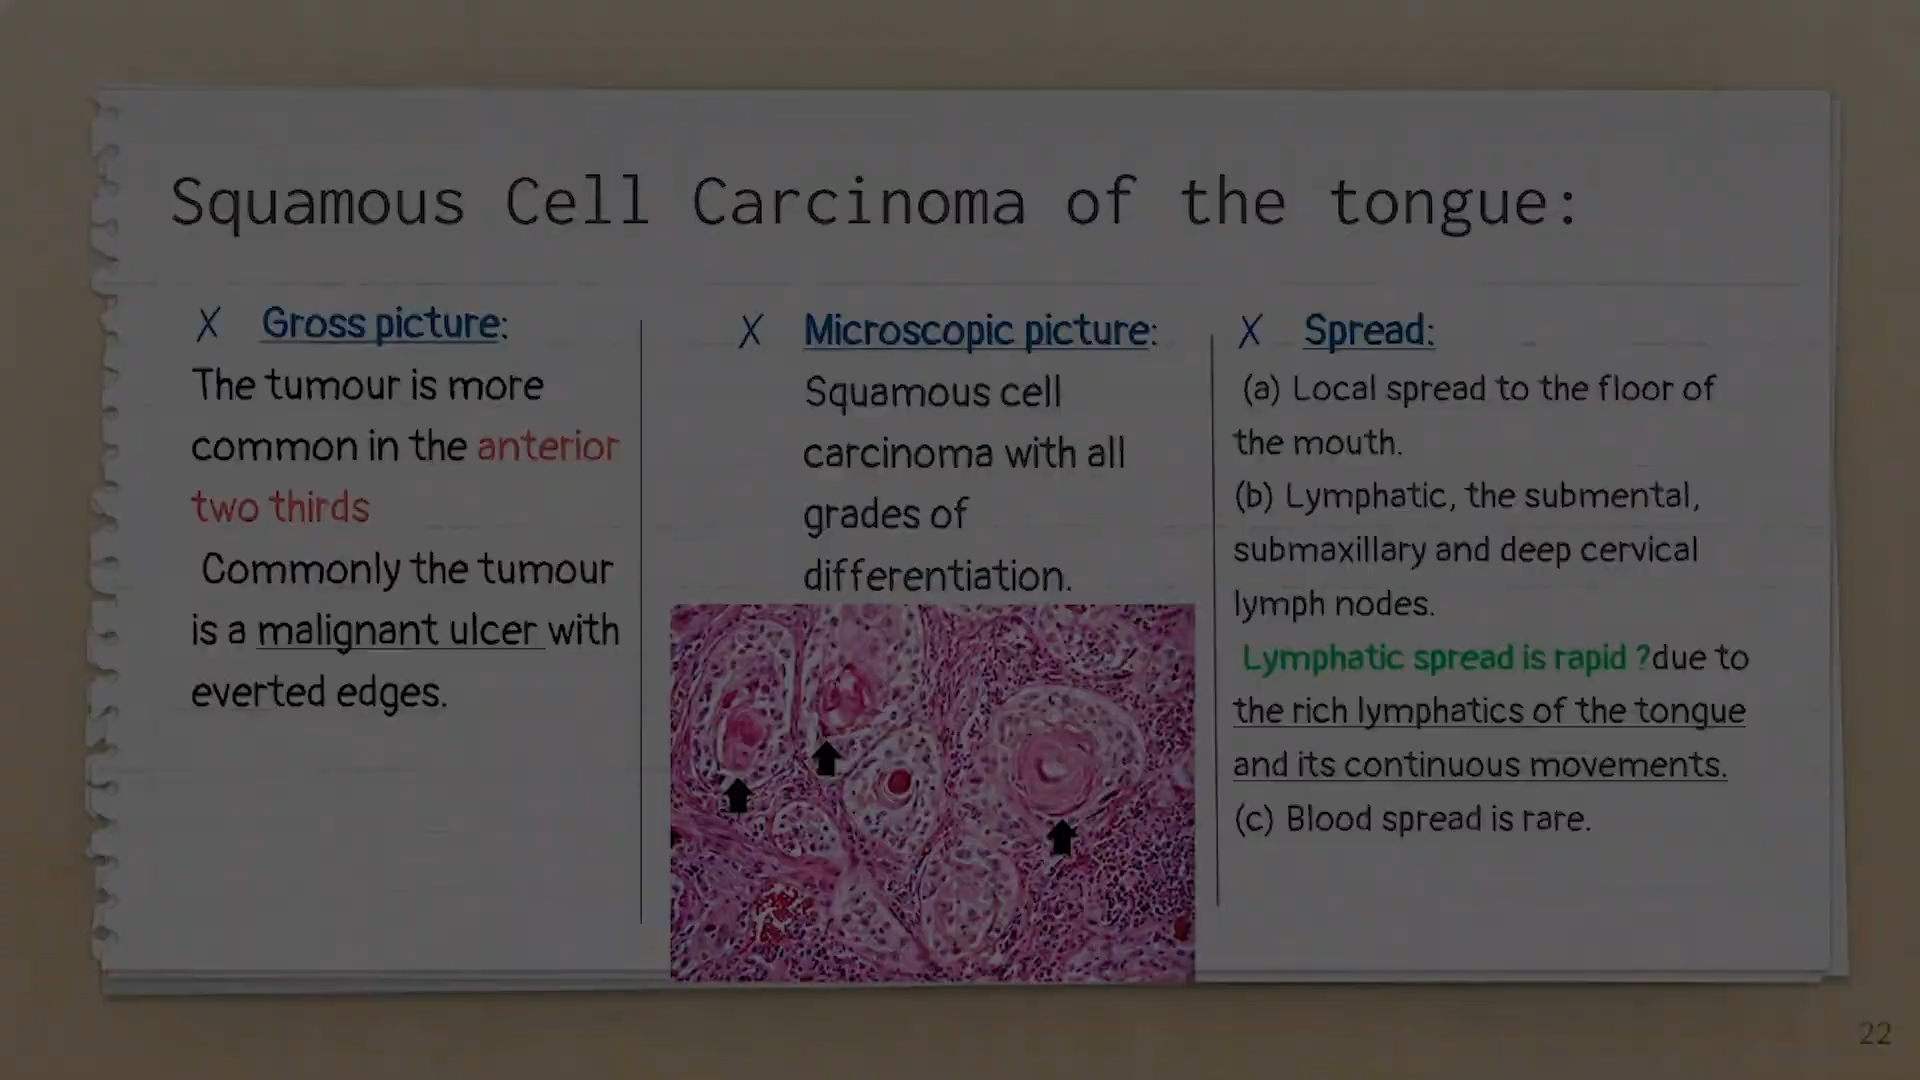 Squamous Cell Carcinoma of the tongue:
X Gross picture:
The tumour is more
common in the anterior
two thirds
Commonly the tumour
is a malignant ulcer with
everted edges.
X Microscopic picture:
Squamous cell
carcinoma with all
grades of
differentiation.
X Spread:
(a) Local spread to the floor of
the mouth.
(b) Lymphatic, the submental,
submaxillary and deep cervical
lymph nodes.
Lymphatic spread is rapid ?due to
the rich lymphatics of the tongue
and its continuous movements.
(c) Blood spread is rare.
22